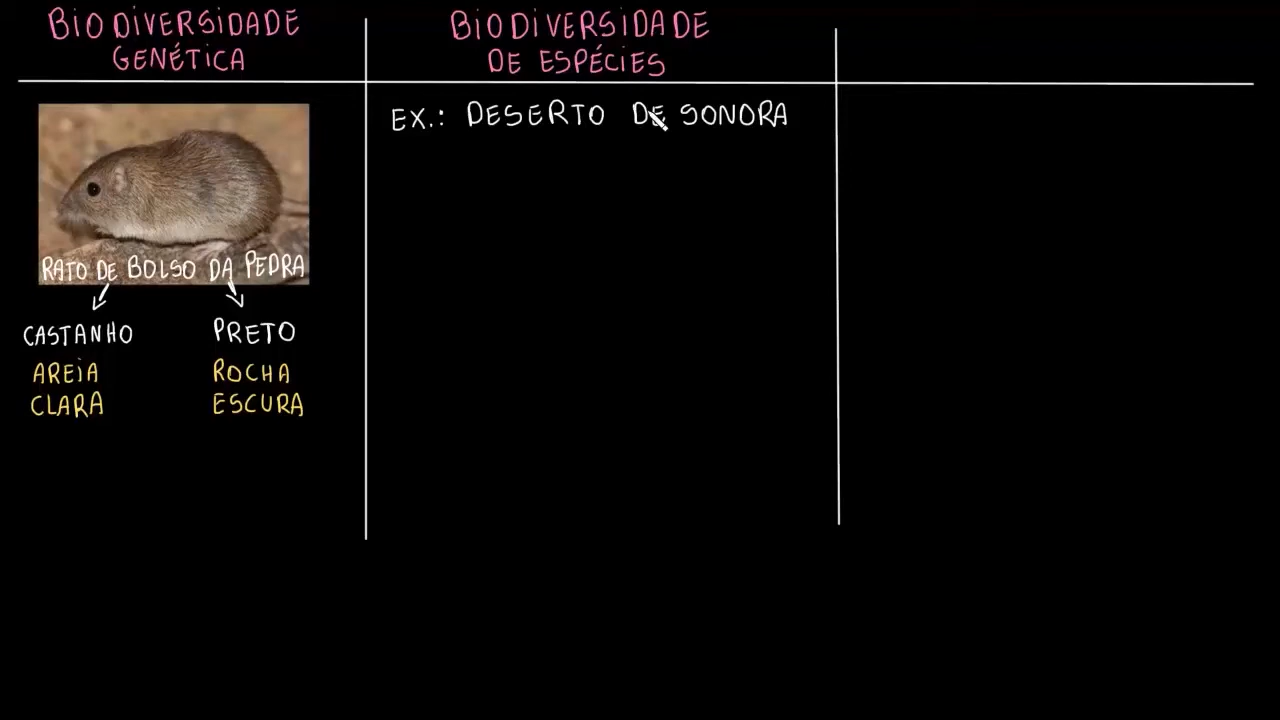 BIODIVERSIDADE
GENÉTICA
BIODIVERSIDADE
DE ESPÉCIES
RATO DE BOLSO DA PEDRA
CASTANHO
AREIA
CLARA
PRETO
ROCHA
ESCURA
EX.: DESERTO DE SONORA